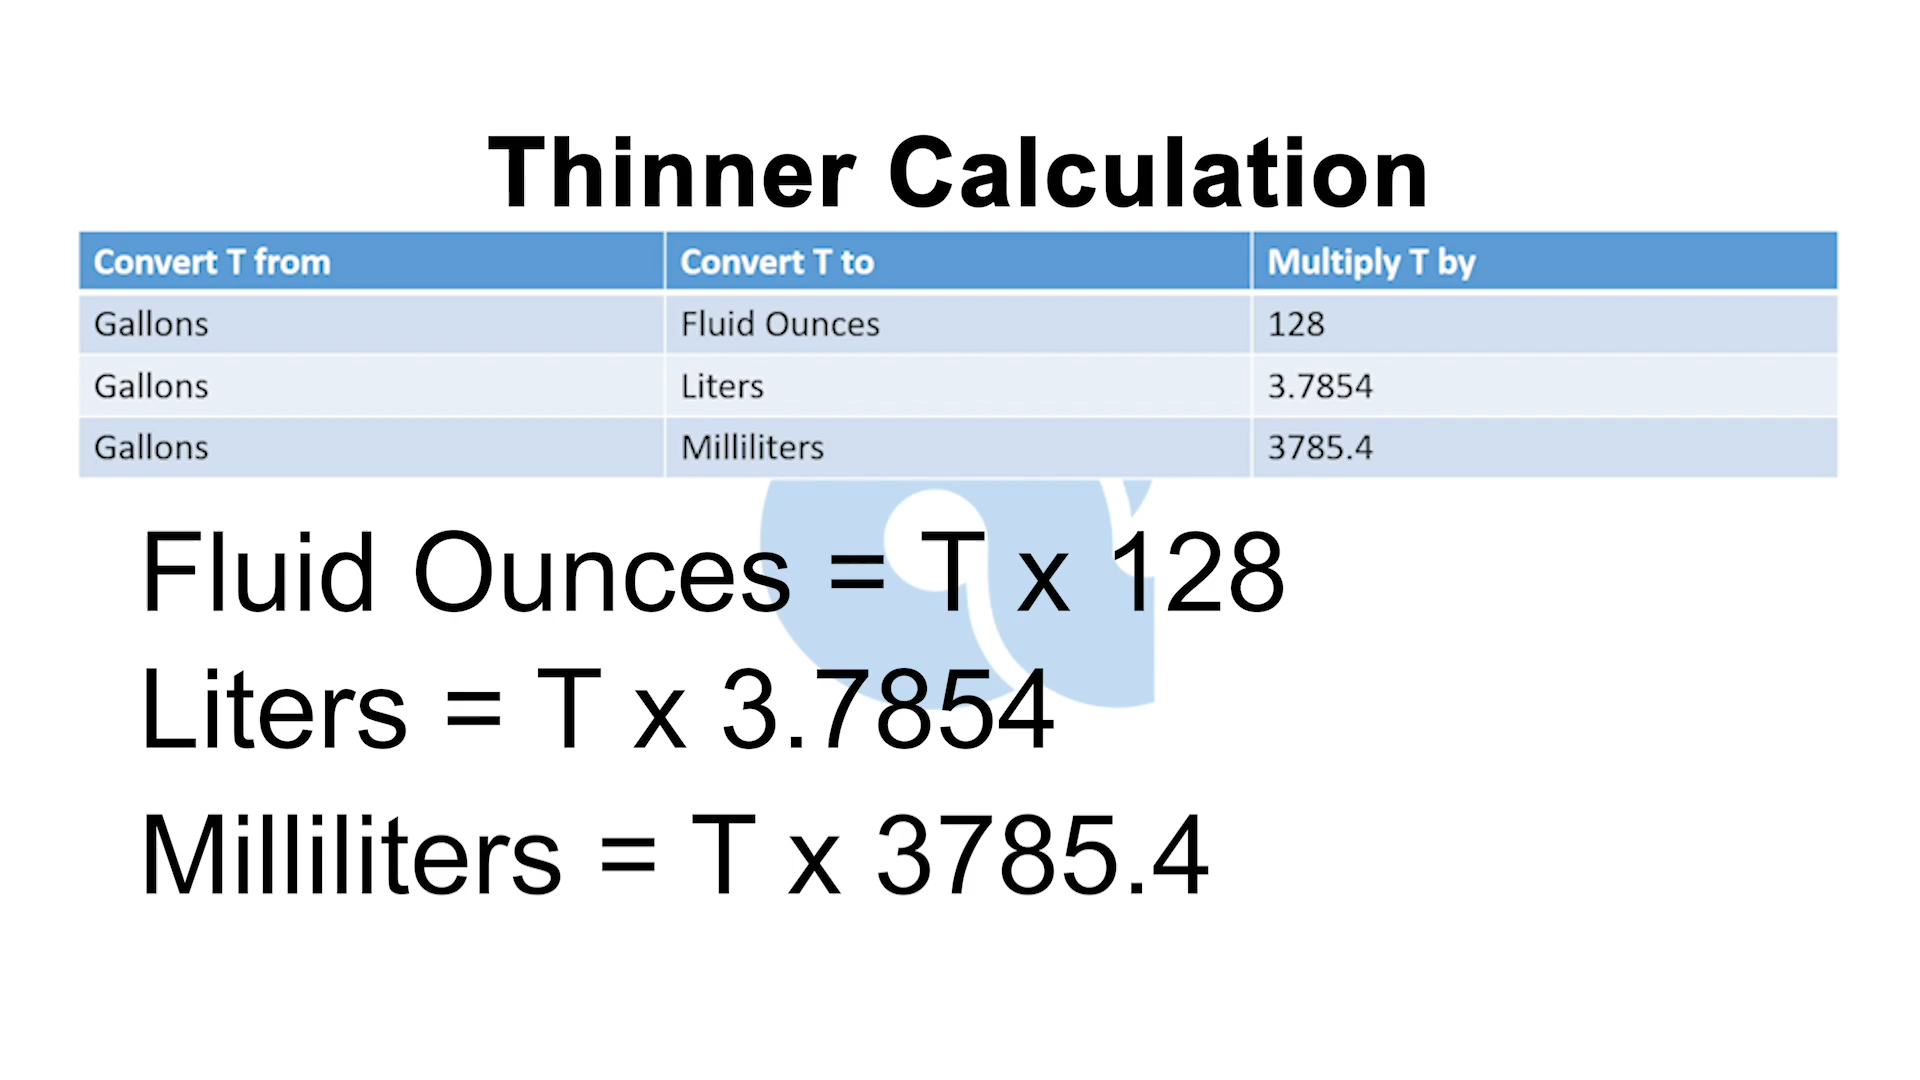 Thinner Calculation
Convert T from Convert T to Multiply T by
Gallons Fluid Ounces 128
Gallons Liters 3.7854
Gallons Milliliters 3785.4
Fluid Ounces = T x 128
Liters = T x 3.7854
Milliliters = T x 3785.4